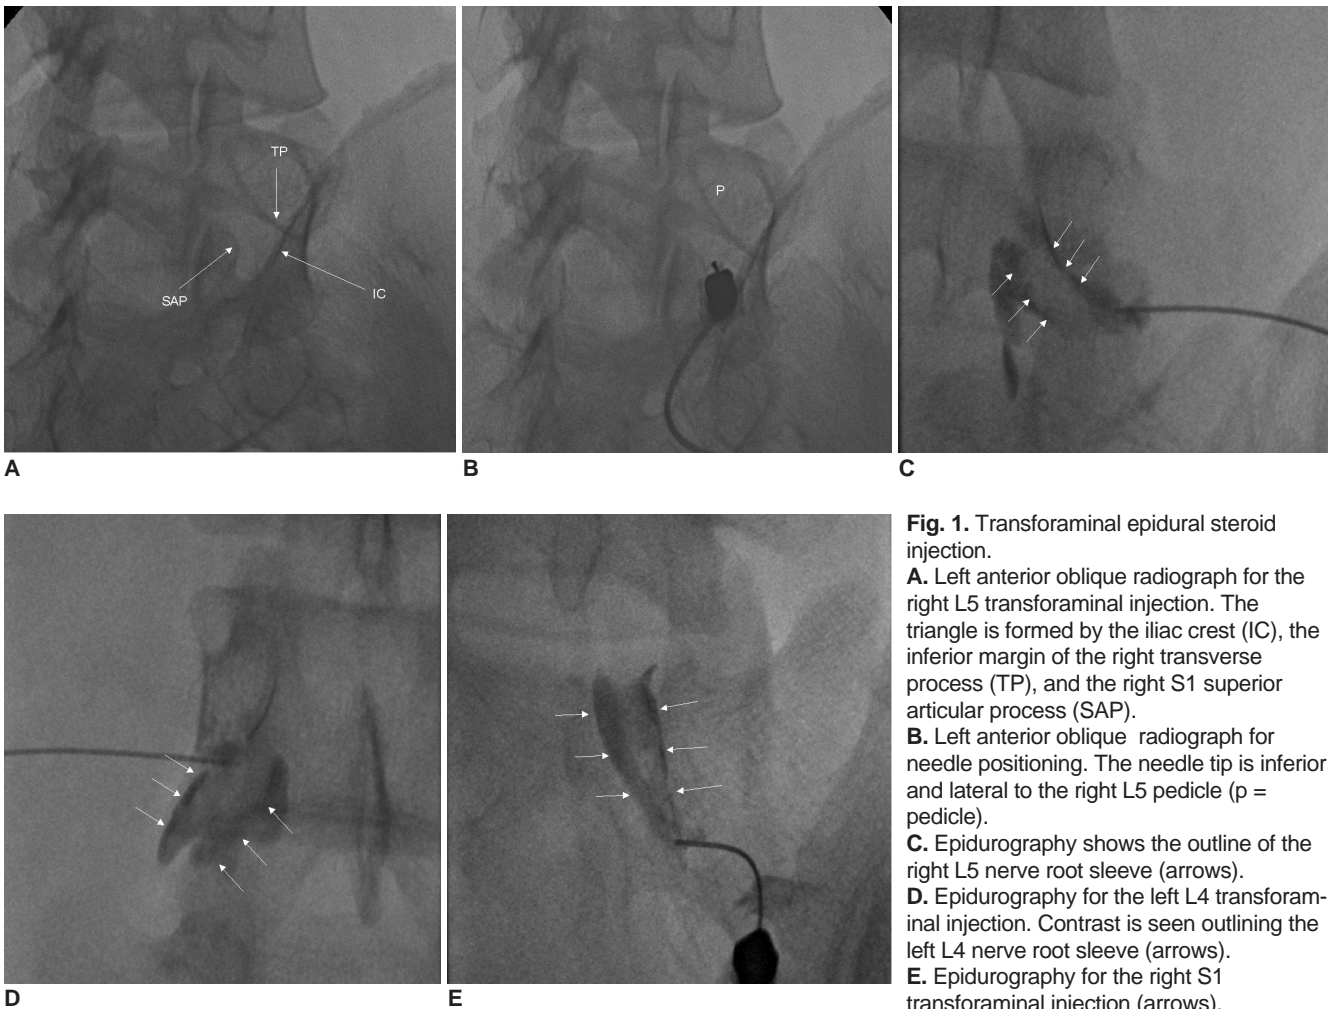 TP
SAP
IC
P
A
B
C
D
E
Fig. 1. Transforaminal epidural steroid
injection.
A. Left anterior oblique radiograph for the
right L5 transforaminal injection. The
triangle is formed by the iliac crest (IC), the
inferior margin of the right transverse
process (TP), and the right S1 superior
articular process (SAP).
B. Left anterior oblique radiograph for
needle positioning. The needle tip is inferior
and lateral to the right L5 pedicle (p =
pedicle).
C. Epidurography shows the outline of the
right L5 nerve root sleeve (arrows).
D. Epidurography for the left L4 transforam-
inal injection. Contrast is seen outlining the
left L4 nerve root sleeve (arrows).
E. Epidurography for the right S1
transforaminal injection (arrows).